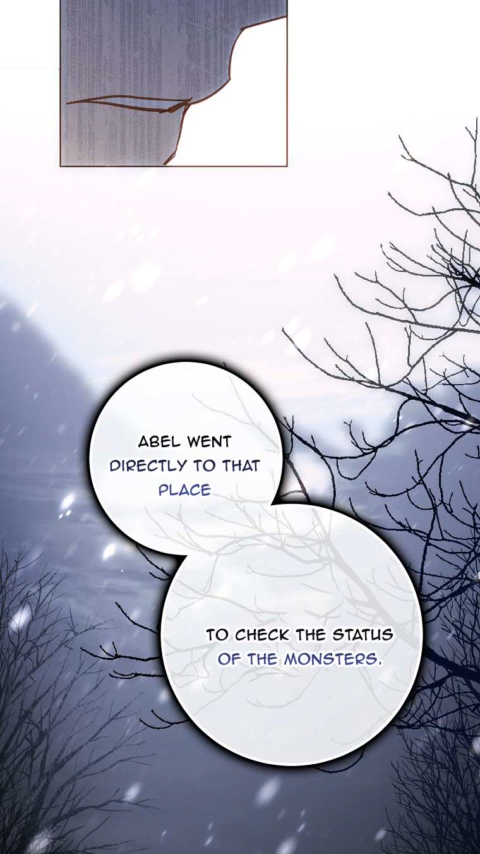 ABEL WENT
DIRECTLY TO THAT
PLACE
TO CHECK THE STATUS
OF THE MONSTERS.